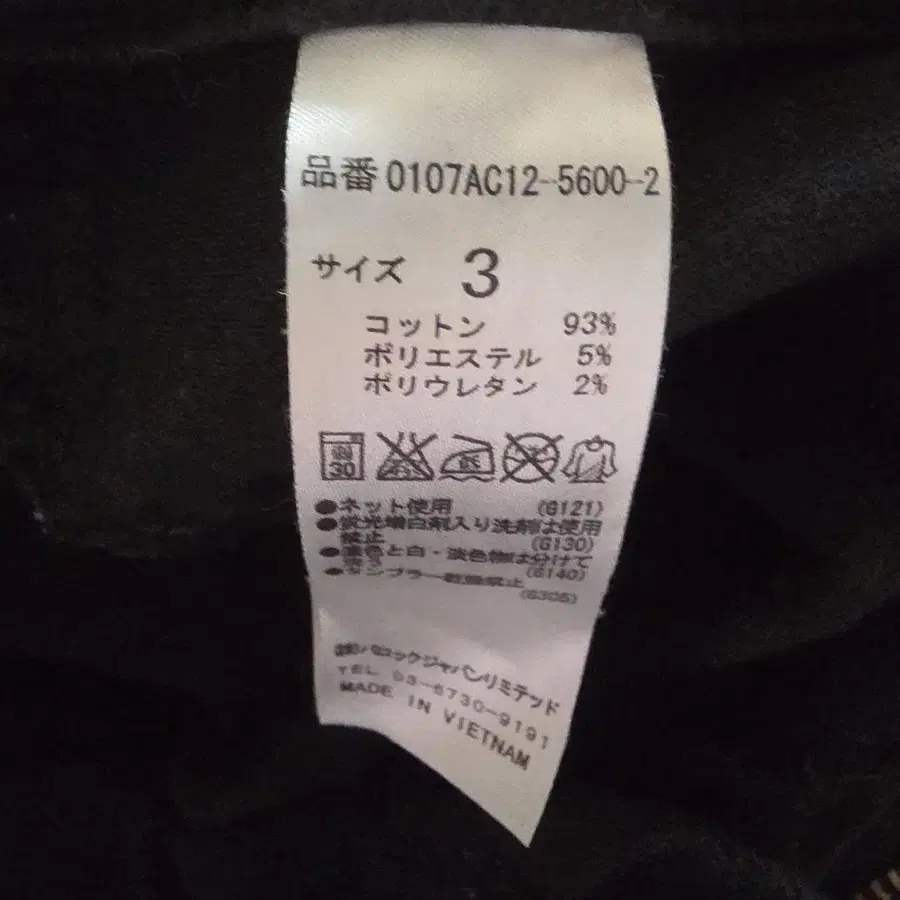 品番 0107AC12-5600-2
サイズ 3
コットン 93%
ポリエステル 5%
ポリウレタン 2%
弱 30
●ネット使用 (G121)
●蛍光増白剤入り洗剤は使用
禁止 (G130)
●濃色と白・淡色物は分けて
洗う (G140)
●タンブラー乾燥禁止
(G305)
(株)バロックジャパンリミテッド
TEL 03-6730-9191
MADE IN VIETNAM